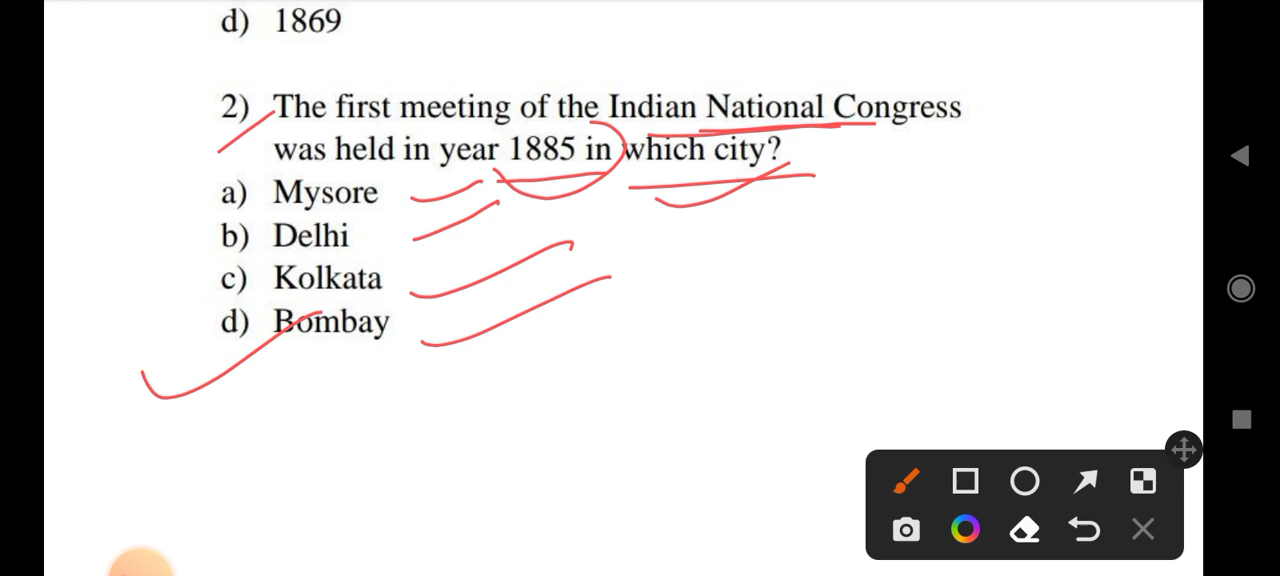 d) 1869
2) The first meeting of the Indian National Congress
was held in year 1885 in which city?
a) Mysore
b) Delhi
c) Kolkata
d) Bombay